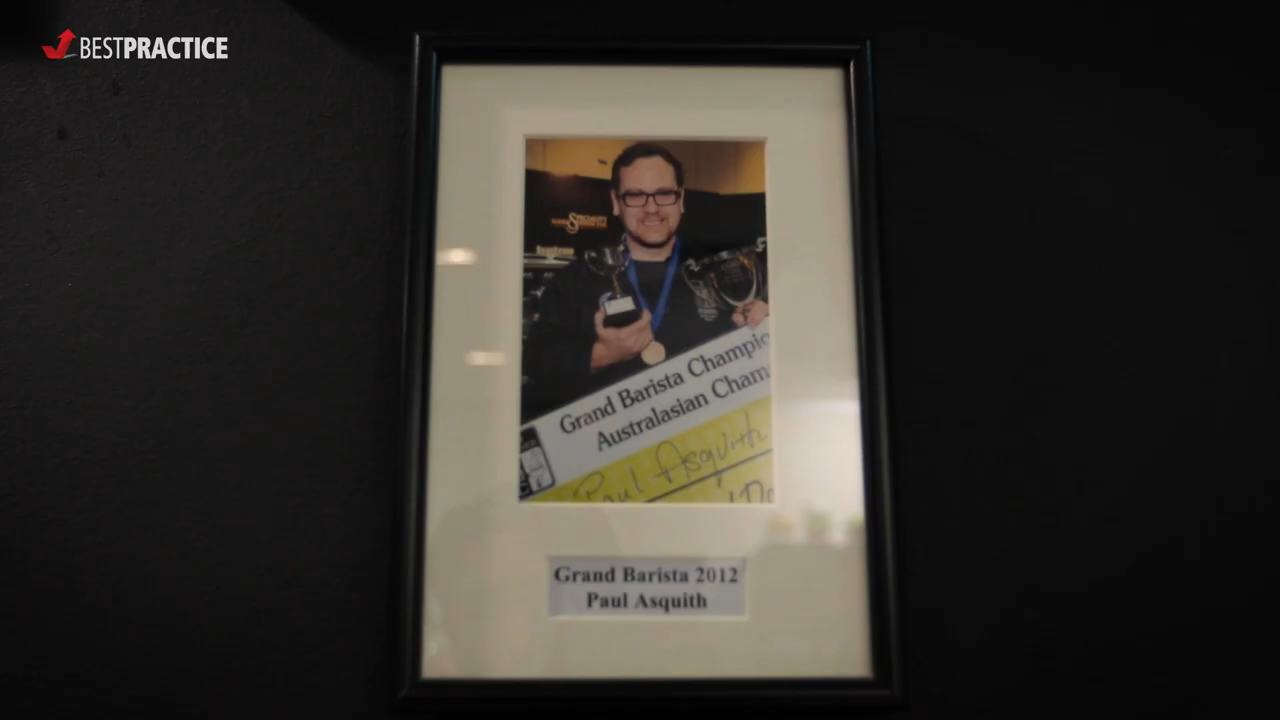 BESTPRACTICE
Grand Barista Champio
Australasian Cham
Paul Asquith
Grand Barista 2012
Paul Asquith